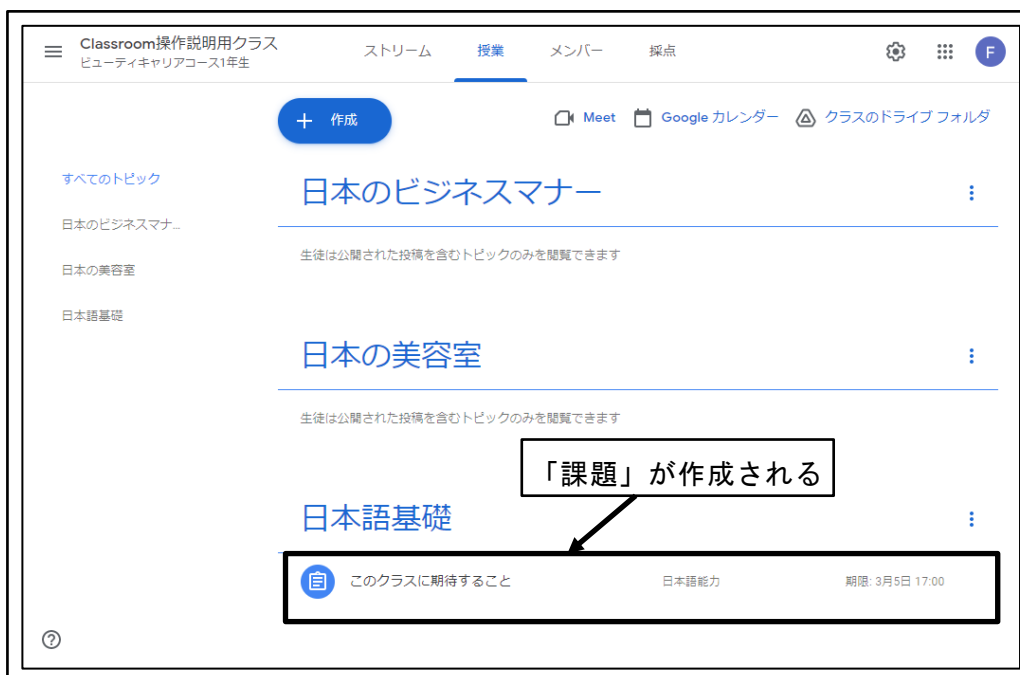 Classroom操作説明用クラス
ビューティキャリアコース1年生
ストリーム
授業
メンバー
採点
F
作成
Meet
Google カレンダー
クラスのドライブ フォルダ
すべてのトピック
日本のビジネスマナ...
日本の美容室
日本語基礎
日本のビジネスマナー
生徒は公開された投稿を含むトピックのみを閲覧できます
日本の美容室
生徒は公開された投稿を含むトピックのみを閲覧できます
「課題」が作成される
日本語基礎
このクラスに期待すること
日本語能力
期限: 3月5日 17:00